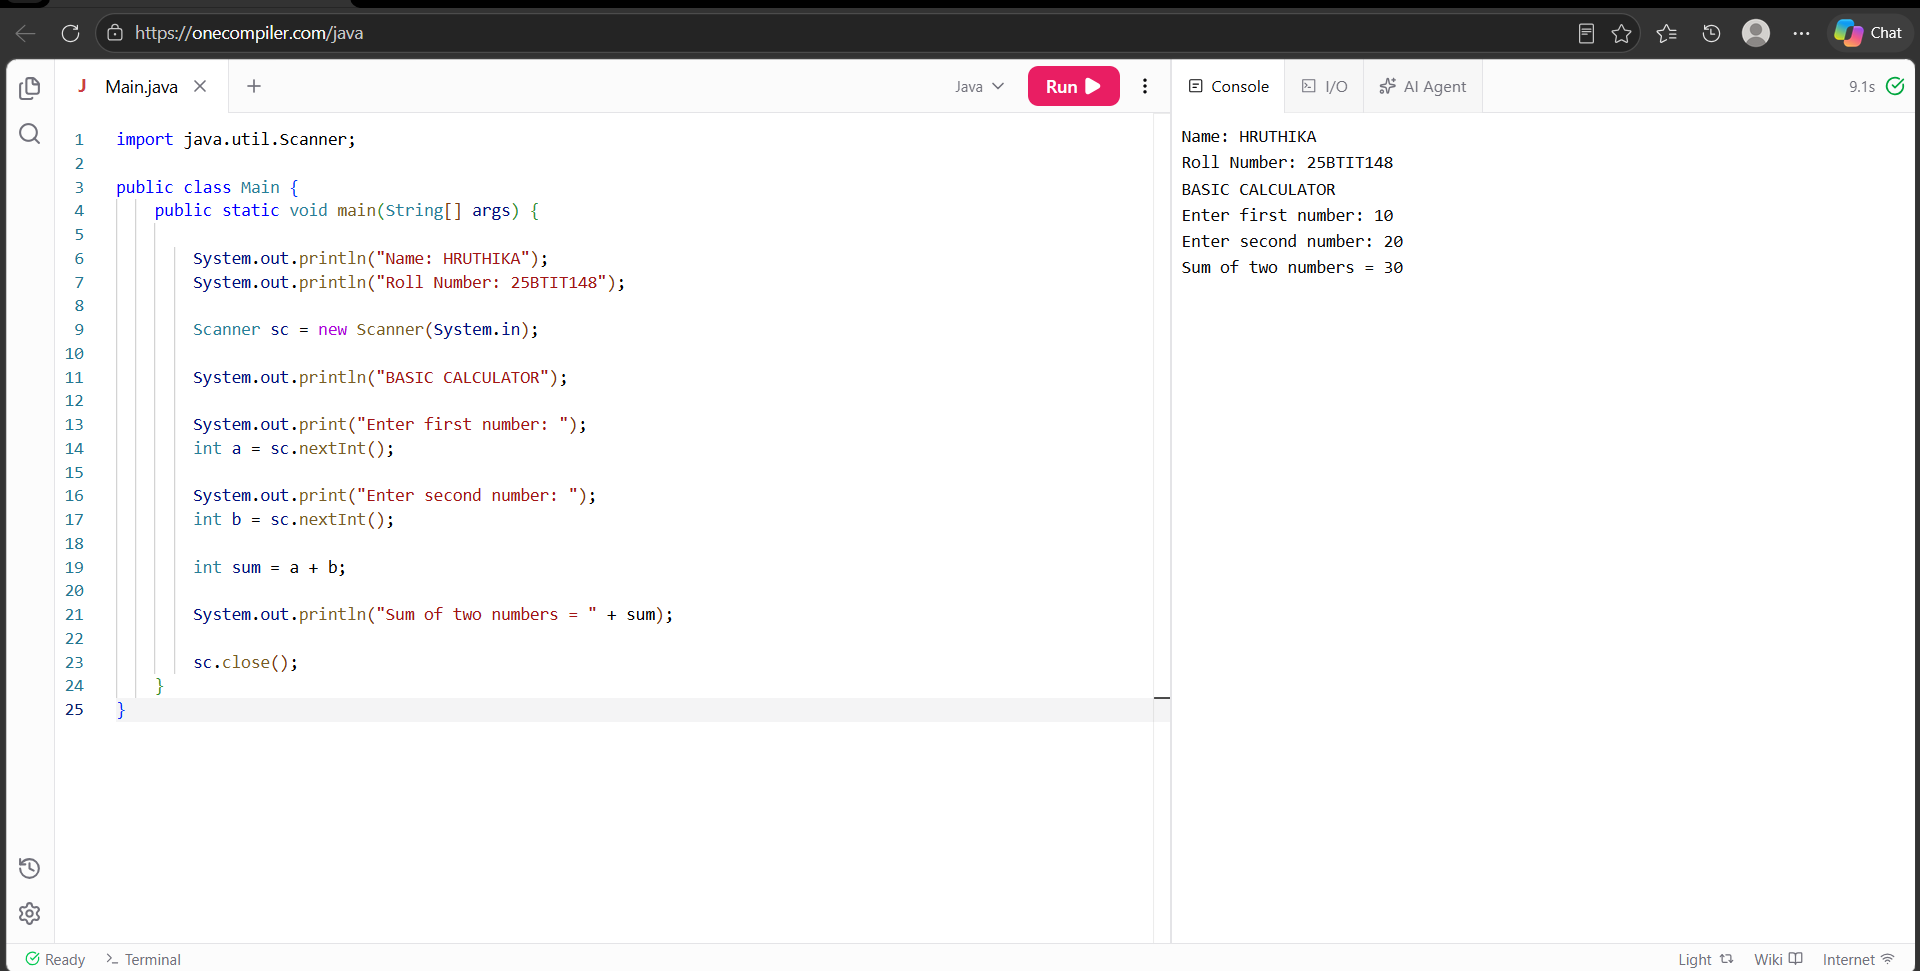 https://onecompiler.com/java
Chat
J Main.java
Java
Run
Console
I/O
AI Agent
9.1s
1 import java.util.Scanner;
2
3 public class Main {
4 public static void main(String[] args) {
5
6 System.out.println("Name: HRUTHIKA");
7 System.out.println("Roll Number: 25BTIT148");
8
9 Scanner sc = new Scanner(System.in);
10
11 System.out.println("BASIC CALCULATOR");
12
13 System.out.print("Enter first number: ");
14 int a = sc.nextInt();
15
16 System.out.print("Enter second number: ");
17 int b = sc.nextInt();
18
19 int sum = a + b;
20
21 System.out.println("Sum of two numbers = " + sum);
22
23 sc.close();
24 }
25 }
Name: HRUTHIKA
Roll Number: 25BTIT148
BASIC CALCULATOR
Enter first number: 10
Enter second number: 20
Sum of two numbers = 30
Ready
Terminal
Light
Wiki
Internet